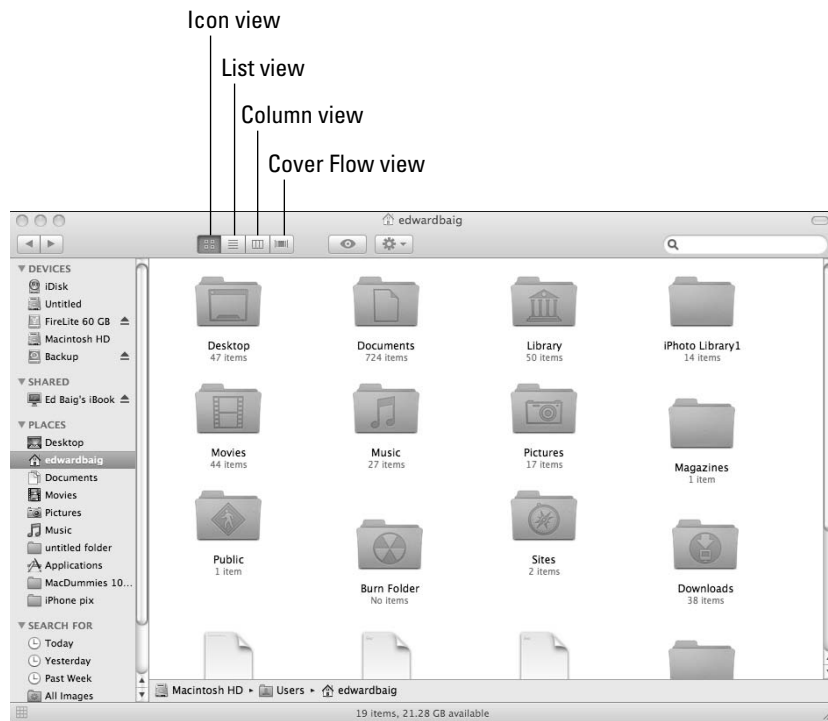 Icon view
List view
Column view
Cover Flow view
edwardbaig
DEVICES
iDisk
Untitled
FireLite 60 GB
Macintosh HD
Backup
SHARED
Ed Baig's iBook
PLACES
Desktop
edwardbaig
Documents
Movies
Pictures
Music
untitled folder
Applications
MacDummies 10...
iPhone pix
SEARCH FOR
Today
Yesterday
Past Week
All Images
Desktop
47 items
Documents
724 items
Library
50 items
iPhoto Library1
14 items
Movies
44 items
Music
27 items
Pictures
17 items
Magazines
1 item
Public
1 item
Burn Folder
No items
Sites
2 items
Downloads
38 items
Macintosh HD ▸ Users ▸ edwardbaig
19 items, 21.28 GB available